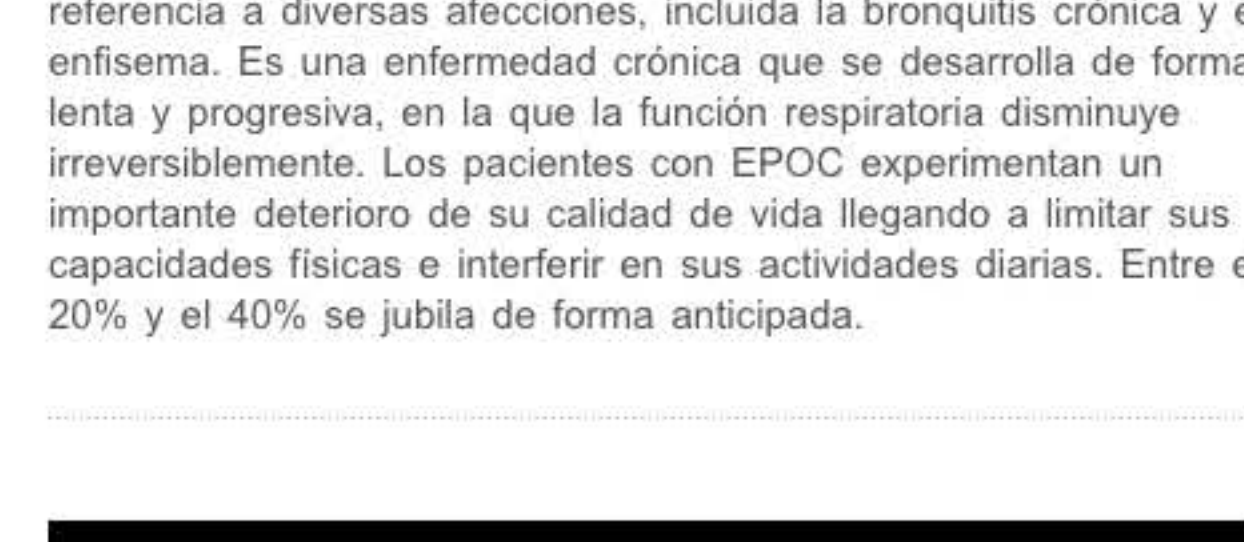 referencia a diversas afecciones, incluida la bronquitis crónica y e
enfisema. Es una enfermedad crónica que se desarrolla de forma
lenta y progresiva, en la que la función respiratoria disminuye
irreversiblemente. Los pacientes con EPOC experimentan un
importante deterioro de su calidad de vida llegando a limitar sus
capacidades físicas e interferir en sus actividades diarias. Entre e
20% y el 40% se jubila de forma anticipada.